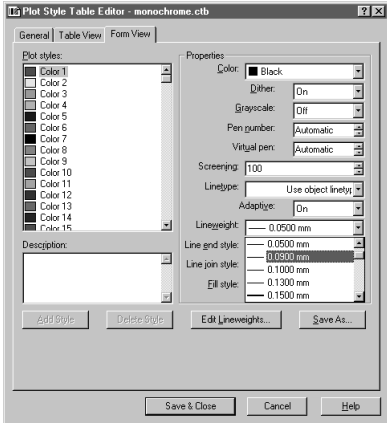 Plot Style Table Editor - monochrome.ctb
General Table View Form View
Plot styles:
Color 1
Color 2
Color 3
Color 4
Color 5
Color 6
Color 7
Color 8
Color 9
Color 10
Color 11
Color 12
Color 13
Color 14
Color 15
Description:
Properties
Color: Black
Dither: On
Grayscale: Off
Pen number: Automatic
Virtual pen: Automatic
Screening: 100
Linetype: Use object linety
Adaptive: On
Lineweight: 0.0500 mm
Line end style: 0.0500 mm
0.0900 mm
Line join style: 0.1000 mm
Fill style: 0.1300 mm
0.1500 mm
Add Style Delete Style Edit Lineweights... Save As...
Save & Close Cancel Help